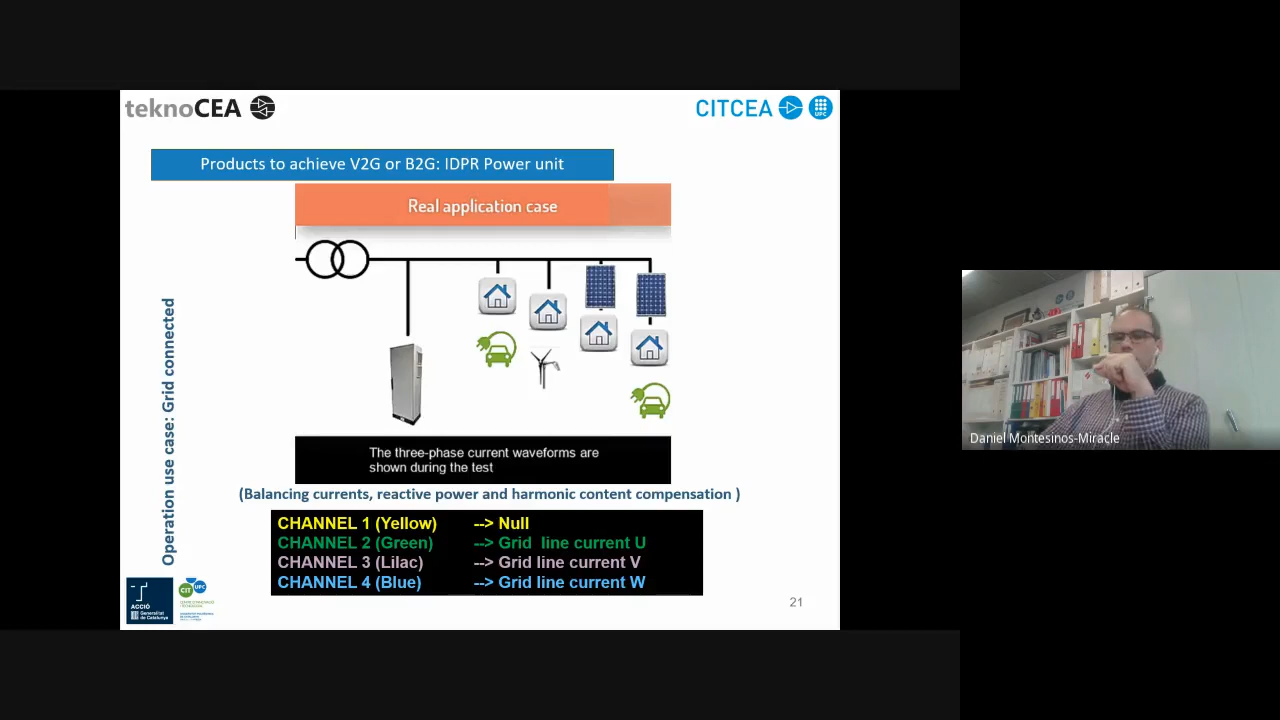 teknoCEA
CITCEA
UPC
Products to achieve V2G or B2G: IDPR Power unit
Real application case
Operation use case: Grid connected
The three-phase current waveforms are
shown during the test
(Balancing currents, reactive power and harmonic content compensation )
CHANNEL 1 (Yellow) --> Null
CHANNEL 2 (Green) --> Grid line current U
CHANNEL 3 (Lilac) --> Grid line current V
CHANNEL 4 (Blue) --> Grid line current W
ACCIÓ
Generalitat
de Catalunya
CIT
UPC
21
Daniel Montesinos-Miracle